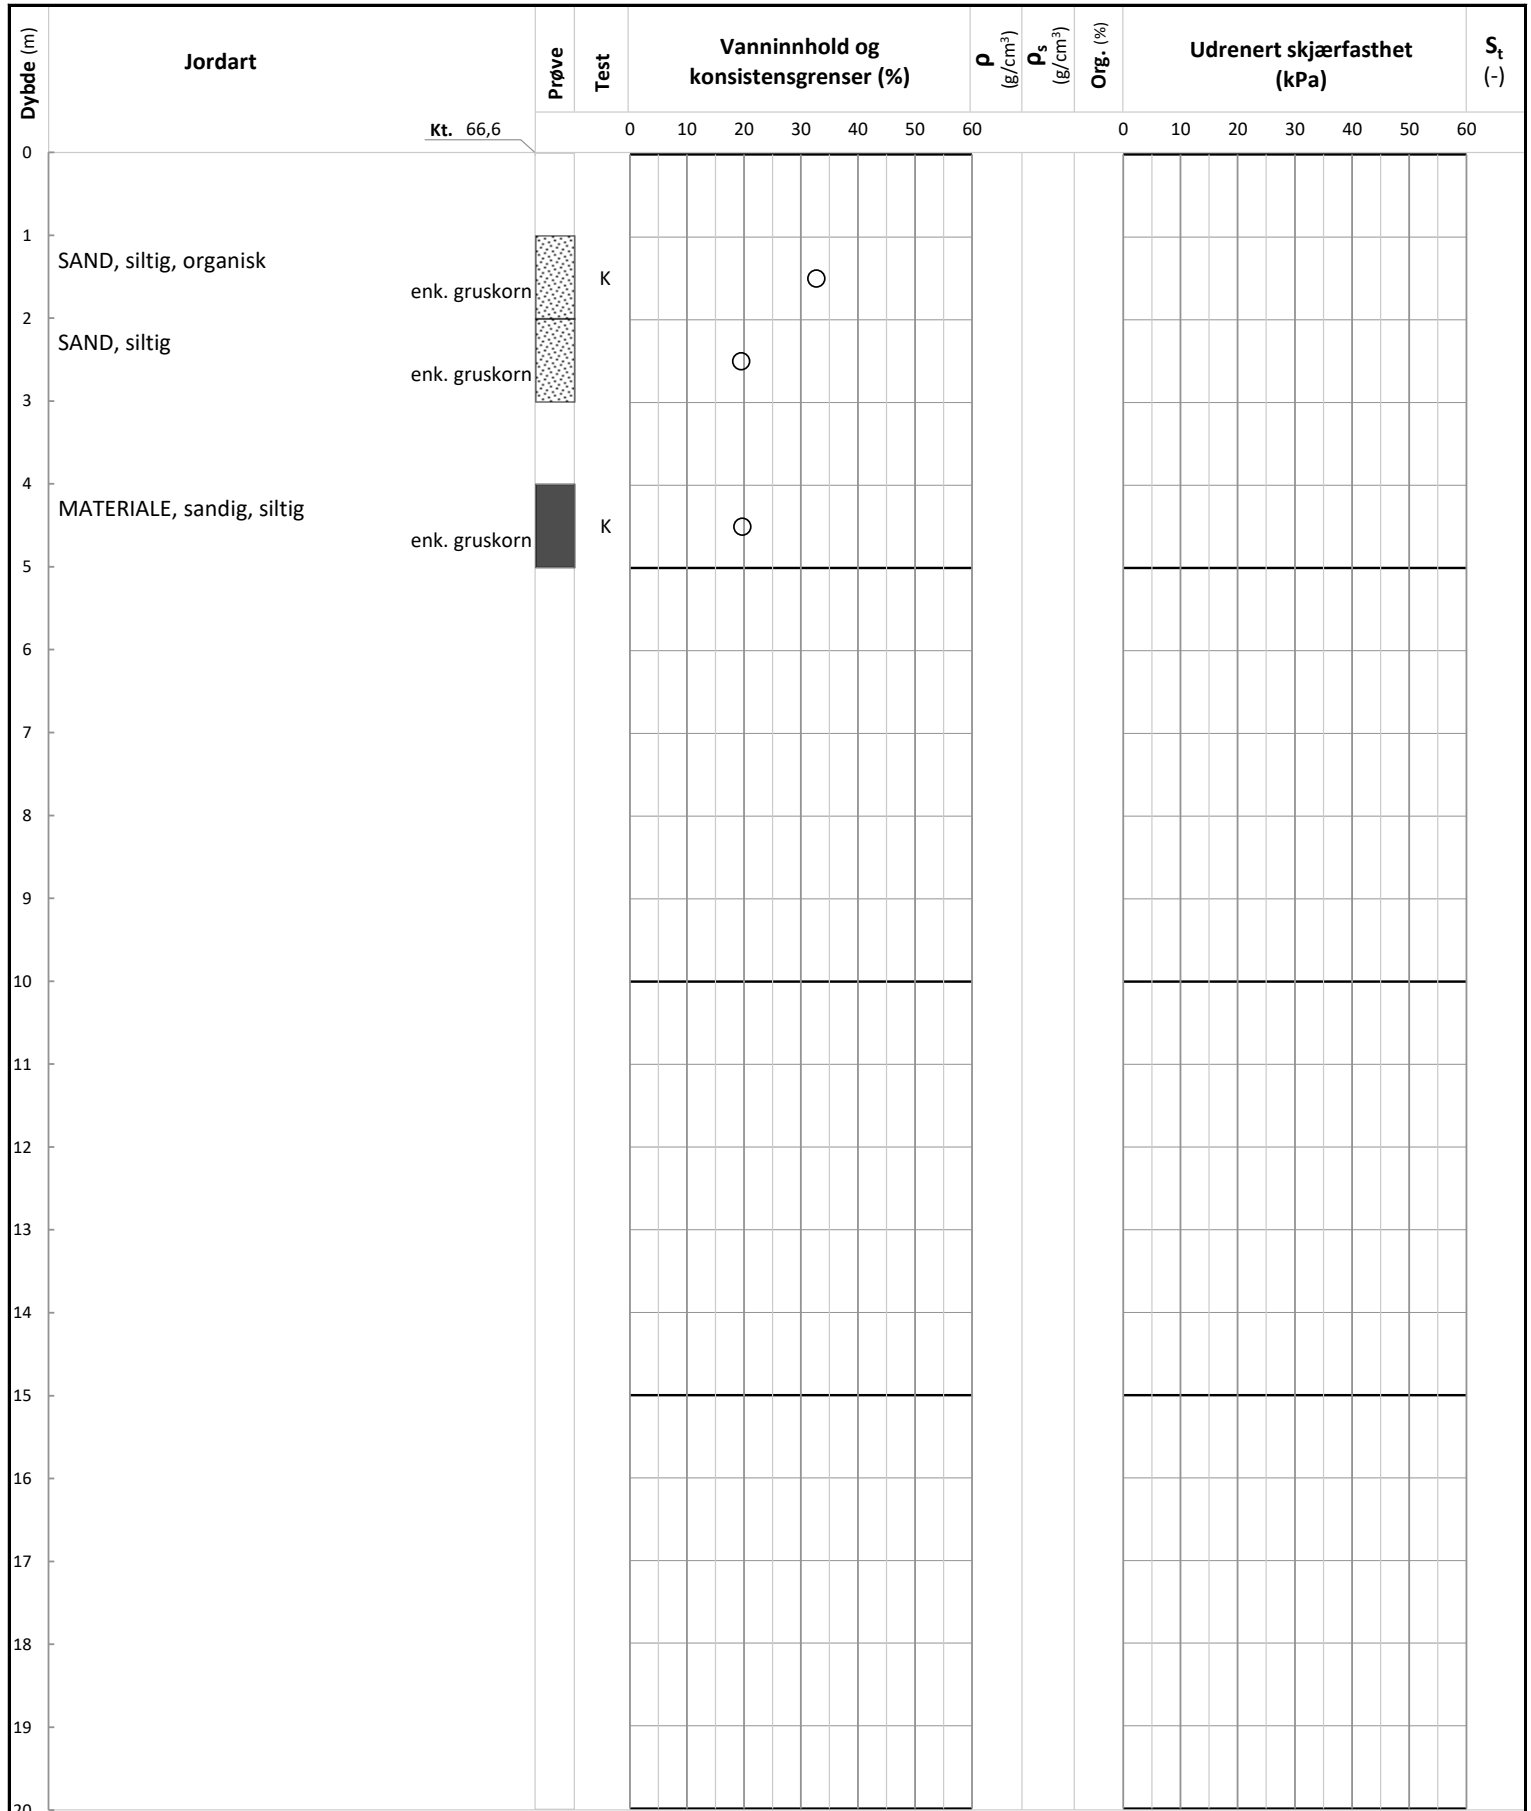 Dybde (m)
Jordart
Prøve
Test
Vanninnhold og
konsistensgrenser (%)
ρ
(g/cm³)
ρs
(g/cm³)
Org. (%)
Udrenert skjærfasthet
(kPa)
St
(-)
Kt. 66,6
0 10 20 30 40 50 60
0 10 20 30 40 50 60
0
1
SAND, siltig, organisk
K
enk. gruskorn
2
SAND, siltig
enk. gruskorn
3
4
MATERIALE, sandig, siltig
K
enk. gruskorn
5
6
7
8
9
10
11
12
13
14
15
16
17
18
19
20